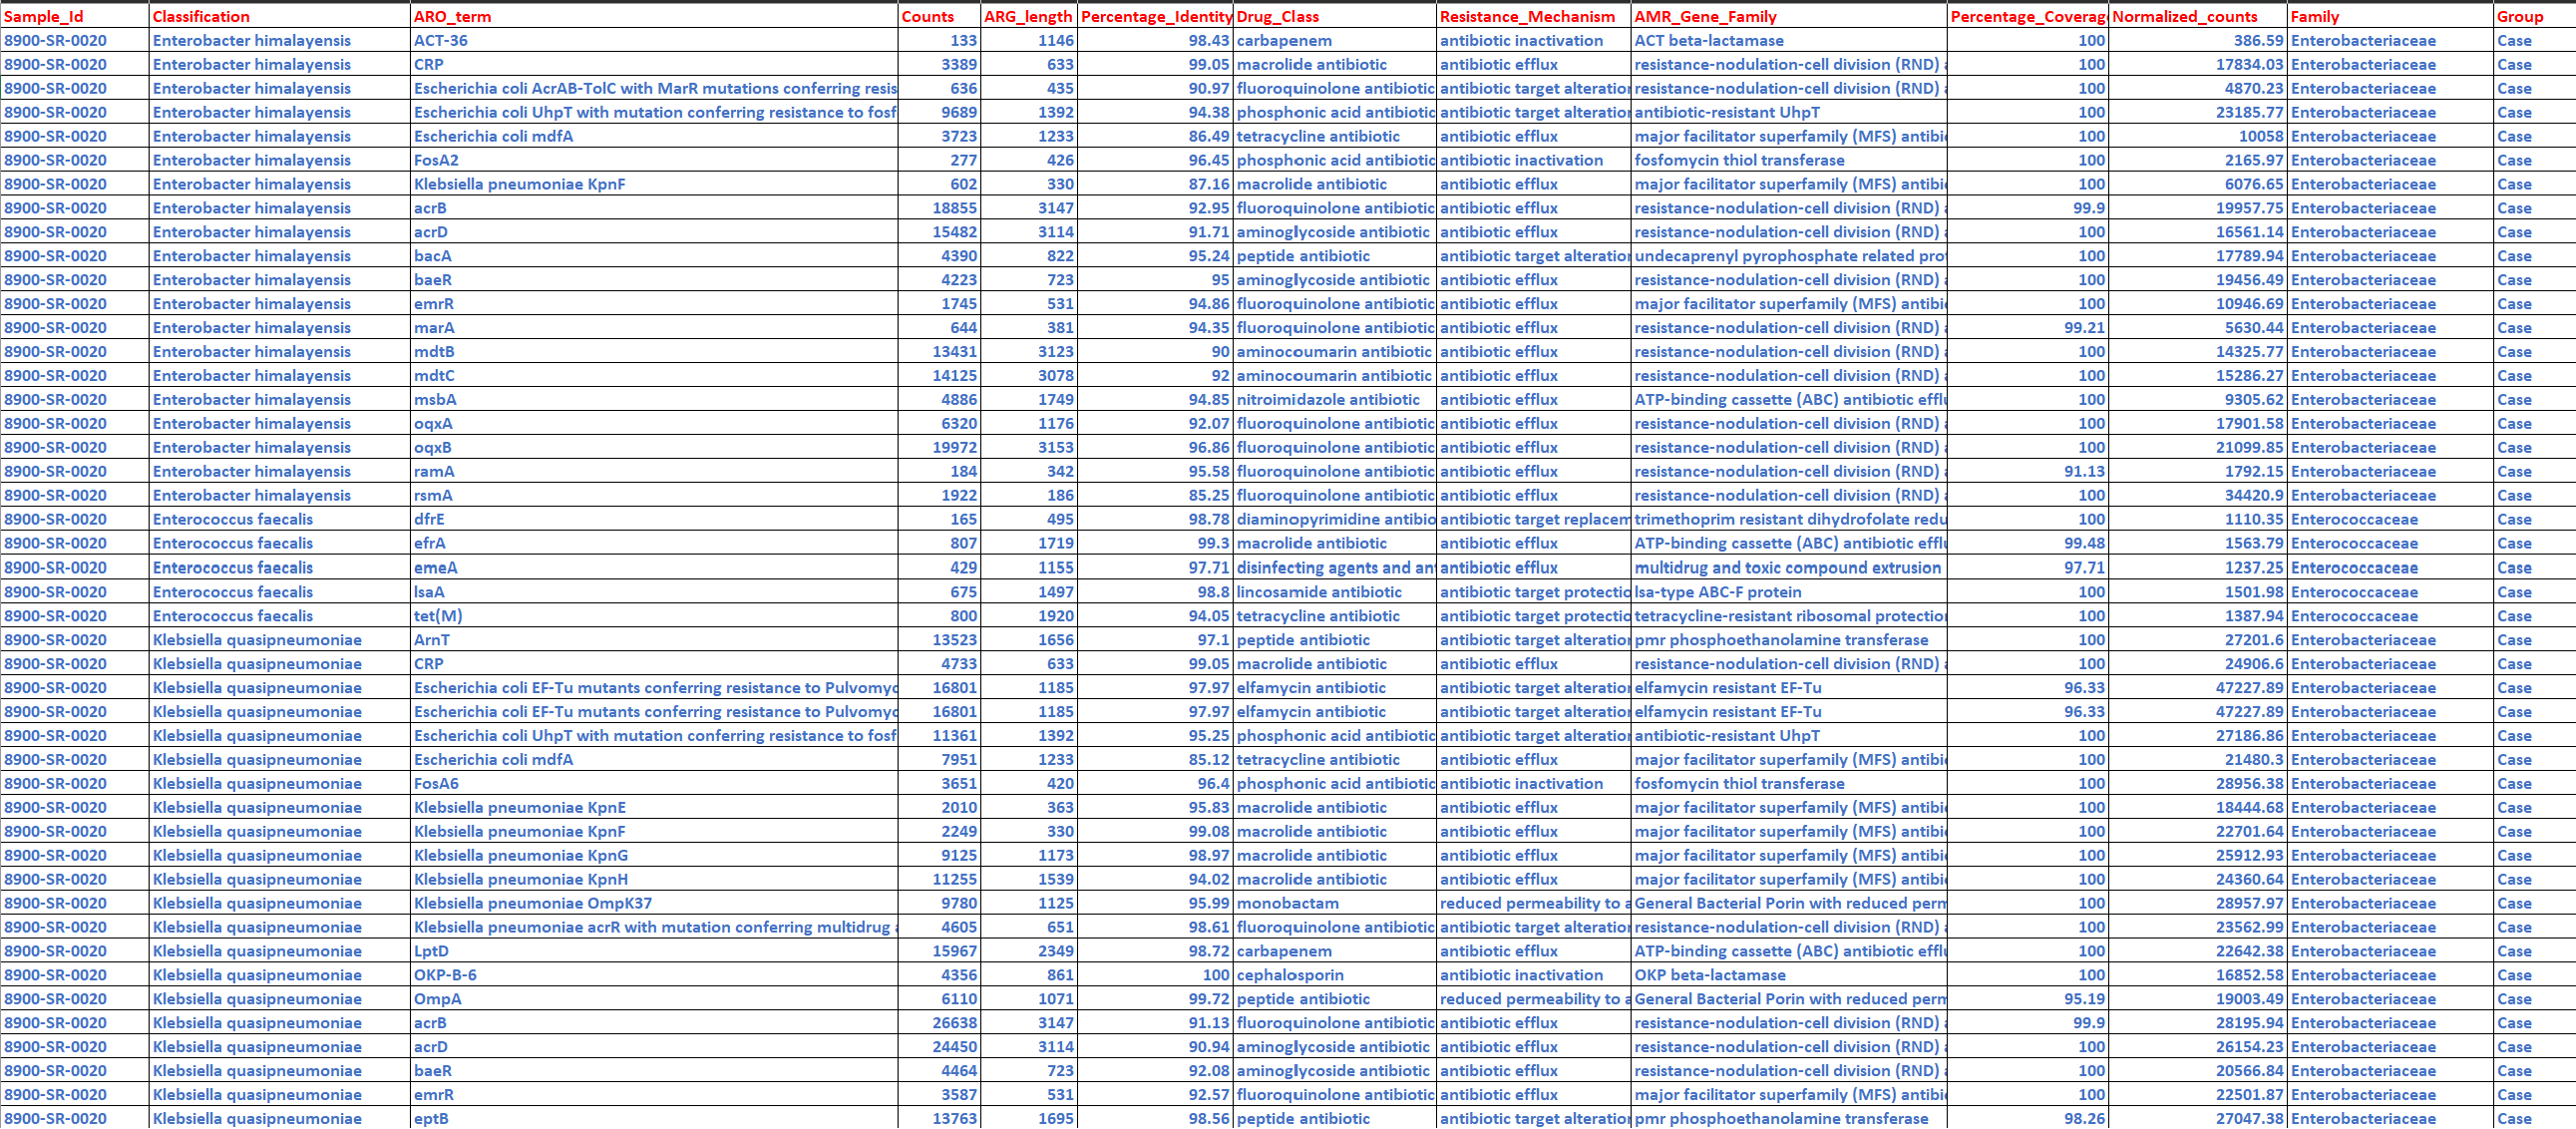 Sample_Id Classification ARO_term Counts ARG_length Percentage_Identity Drug_Class Resistance_Mechanism AMR_Gene_Family Percentage_Coverag Normalized_counts Family Group
8900-SR-0020 Enterobacter himalayensis ACT-36 133 1146 98.43 carbapenem antibiotic inactivation ACT beta-lactamase 100 386.59 Enterobacteriaceae Case
8900-SR-0020 Enterobacter himalayensis CRP 3389 633 99.05 macrolide antibiotic antibiotic efflux resistance-nodulation-cell division (RND) a 100 17834.03 Enterobacteriaceae Case
8900-SR-0020 Enterobacter himalayensis Escherichia coli AcrAB-TolC with MarR mutations conferring resis 636 435 90.97 fluoroquinolone antibiotic antibiotic target alteration resistance-nodulation-cell division (RND) a 100 4870.23 Enterobacteriaceae Case
8900-SR-0020 Enterobacter himalayensis Escherichia coli UhpT with mutation conferring resistance to fosf 9689 1392 94.38 phosphonic acid antibiotic antibiotic target alteration antibiotic-resistant UhpT 100 23185.77 Enterobacteriaceae Case
8900-SR-0020 Enterobacter himalayensis Escherichia coli mdfA 3723 1233 86.49 tetracycline antibiotic antibiotic efflux major facilitator superfamily (MFS) antibi 100 10058 Enterobacteriaceae Case
8900-SR-0020 Enterobacter himalayensis FosA2 277 426 96.45 phosphonic acid antibiotic antibiotic inactivation fosfomycin thiol transferase 100 2165.97 Enterobacteriaceae Case
8900-SR-0020 Enterobacter himalayensis Klebsiella pneumoniae KpnF 602 330 87.16 macrolide antibiotic antibiotic efflux major facilitator superfamily (MFS) antibi 100 6076.65 Enterobacteriaceae Case
8900-SR-0020 Enterobacter himalayensis acrB 18855 3147 92.95 fluoroquinolone antibiotic antibiotic efflux resistance-nodulation-cell division (RND) a 99.9 19957.75 Enterobacteriaceae Case
8900-SR-0020 Enterobacter himalayensis acrD 15482 3114 91.71 aminoglycoside antibiotic antibiotic efflux resistance-nodulation-cell division (RND) a 100 16561.14 Enterobacteriaceae Case
8900-SR-0020 Enterobacter himalayensis bacA 4390 822 95.24 peptide antibiotic antibiotic target alteration undecaprenyl pyrophosphate related pro 100 17789.94 Enterobacteriaceae Case
8900-SR-0020 Enterobacter himalayensis baeR 4223 723 95 aminoglycoside antibiotic antibiotic efflux resistance-nodulation-cell division (RND) a 100 19456.49 Enterobacteriaceae Case
8900-SR-0020 Enterobacter himalayensis emrR 1745 531 94.86 fluoroquinolone antibiotic antibiotic efflux major facilitator superfamily (MFS) antibi 100 10946.69 Enterobacteriaceae Case
8900-SR-0020 Enterobacter himalayensis marA 644 381 94.35 fluoroquinolone antibiotic antibiotic efflux resistance-nodulation-cell division (RND) a 99.21 5630.44 Enterobacteriaceae Case
8900-SR-0020 Enterobacter himalayensis mdtB 13431 3123 90 aminocoumarin antibiotic antibiotic efflux resistance-nodulation-cell division (RND) a 100 14325.77 Enterobacteriaceae Case
8900-SR-0020 Enterobacter himalayensis mdtC 14125 3078 92 aminocoumarin antibiotic antibiotic efflux resistance-nodulation-cell division (RND) a 100 15286.27 Enterobacteriaceae Case
8900-SR-0020 Enterobacter himalayensis msbA 4886 1749 94.85 nitroimidazole antibiotic antibiotic efflux ATP-binding cassette (ABC) antibiotic efflu 100 9305.62 Enterobacteriaceae Case
8900-SR-0020 Enterobacter himalayensis oqxA 6320 1176 92.07 fluoroquinolone antibiotic antibiotic efflux resistance-nodulation-cell division (RND) a 100 17901.58 Enterobacteriaceae Case
8900-SR-0020 Enterobacter himalayensis oqxB 19972 3153 96.86 fluoroquinolone antibiotic antibiotic efflux resistance-nodulation-cell division (RND) a 100 21099.85 Enterobacteriaceae Case
8900-SR-0020 Enterobacter himalayensis ramA 184 342 95.58 fluoroquinolone antibiotic antibiotic efflux resistance-nodulation-cell division (RND) a 91.13 1792.15 Enterobacteriaceae Case
8900-SR-0020 Enterobacter himalayensis rsmA 1922 186 85.25 fluoroquinolone antibiotic antibiotic efflux resistance-nodulation-cell division (RND) a 100 34420.9 Enterobacteriaceae Case
8900-SR-0020 Enterococcus faecalis dfrE 165 495 98.78 diaminopyrimidine antibio antibiotic target replacem trimethoprim resistant dihydrofolate redu 100 1110.35 Enterococcaceae Case
8900-SR-0020 Enterococcus faecalis efrA 807 1719 99.3 macrolide antibiotic antibiotic efflux ATP-binding cassette (ABC) antibiotic efflu 99.48 1563.79 Enterococcaceae Case
8900-SR-0020 Enterococcus faecalis emeA 429 1155 97.71 disinfecting agents and ant antibiotic efflux multidrug and toxic compound extrusion 97.71 1237.25 Enterococcaceae Case
8900-SR-0020 Enterococcus faecalis lsaA 675 1497 98.8 lincosamide antibiotic antibiotic target protectio lsa-type ABC-F protein 100 1501.98 Enterococcaceae Case
8900-SR-0020 Enterococcus faecalis tet(M) 800 1920 94.05 tetracycline antibiotic antibiotic target protectio tetracycline-resistant ribosomal protection 100 1387.94 Enterococcaceae Case
8900-SR-0020 Klebsiella quasipneumoniae ArnT 13523 1656 97.1 peptide antibiotic antibiotic target alteration pmr phosphoethanolamine transferase 100 27201.6 Enterobacteriaceae Case
8900-SR-0020 Klebsiella quasipneumoniae CRP 4733 633 99.05 macrolide antibiotic antibiotic efflux resistance-nodulation-cell division (RND) a 100 24906.6 Enterobacteriaceae Case
8900-SR-0020 Klebsiella quasipneumoniae Escherichia coli EF-Tu mutants conferring resistance to Pulvomyc 16801 1185 97.97 elfamycin antibiotic antibiotic target alteration elfamycin resistant EF-Tu 96.33 47227.89 Enterobacteriaceae Case
8900-SR-0020 Klebsiella quasipneumoniae Escherichia coli EF-Tu mutants conferring resistance to Pulvomyc 16801 1185 97.97 elfamycin antibiotic antibiotic target alteration elfamycin resistant EF-Tu 96.33 47227.89 Enterobacteriaceae Case
8900-SR-0020 Klebsiella quasipneumoniae Escherichia coli UhpT with mutation conferring resistance to fosf 11361 1392 95.25 phosphonic acid antibiotic antibiotic target alteration antibiotic-resistant UhpT 100 27186.86 Enterobacteriaceae Case
8900-SR-0020 Klebsiella quasipneumoniae Escherichia coli mdfA 7951 1233 85.12 tetracycline antibiotic antibiotic efflux major facilitator superfamily (MFS) antibi 100 21480.3 Enterobacteriaceae Case
8900-SR-0020 Klebsiella quasipneumoniae FosA6 3651 420 96.4 phosphonic acid antibiotic antibiotic inactivation fosfomycin thiol transferase 100 28956.38 Enterobacteriaceae Case
8900-SR-0020 Klebsiella quasipneumoniae Klebsiella pneumoniae KpnE 2010 363 95.83 macrolide antibiotic antibiotic efflux major facilitator superfamily (MFS) antibi 100 18444.68 Enterobacteriaceae Case
8900-SR-0020 Klebsiella quasipneumoniae Klebsiella pneumoniae KpnF 2249 330 99.08 macrolide antibiotic antibiotic efflux major facilitator superfamily (MFS) antibi 100 22701.64 Enterobacteriaceae Case
8900-SR-0020 Klebsiella quasipneumoniae Klebsiella pneumoniae KpnG 9125 1173 98.97 macrolide antibiotic antibiotic efflux major facilitator superfamily (MFS) antibi 100 25912.93 Enterobacteriaceae Case
8900-SR-0020 Klebsiella quasipneumoniae Klebsiella pneumoniae KpnH 11255 1539 94.02 macrolide antibiotic antibiotic efflux major facilitator superfamily (MFS) antibi 100 24360.64 Enterobacteriaceae Case
8900-SR-0020 Klebsiella quasipneumoniae Klebsiella pneumoniae OmpK37 9780 1125 95.99 monobactam reduced permeability to a General Bacterial Porin with reduced perm 100 28957.97 Enterobacteriaceae Case
8900-SR-0020 Klebsiella quasipneumoniae Klebsiella pneumoniae acrR with mutation conferring multidrug a 4605 651 98.61 fluoroquinolone antibiotic antibiotic target alteration resistance-nodulation-cell division (RND) a 100 23562.99 Enterobacteriaceae Case
8900-SR-0020 Klebsiella quasipneumoniae LptD 15967 2349 98.72 carbapenem antibiotic efflux ATP-binding cassette (ABC) antibiotic efflu 100 22642.38 Enterobacteriaceae Case
8900-SR-0020 Klebsiella quasipneumoniae OKP-B-6 4356 861 100 cephalosporin antibiotic inactivation OKP beta-lactamase 100 16852.58 Enterobacteriaceae Case
8900-SR-0020 Klebsiella quasipneumoniae OmpA 6110 1071 99.72 peptide antibiotic reduced permeability to a General Bacterial Porin with reduced perm 95.19 19003.49 Enterobacteriaceae Case
8900-SR-0020 Klebsiella quasipneumoniae acrB 26638 3147 91.13 fluoroquinolone antibiotic antibiotic efflux resistance-nodulation-cell division (RND) a 99.9 28195.94 Enterobacteriaceae Case
8900-SR-0020 Klebsiella quasipneumoniae acrD 24450 3114 90.94 aminoglycoside antibiotic antibiotic efflux resistance-nodulation-cell division (RND) a 100 26154.23 Enterobacteriaceae Case
8900-SR-0020 Klebsiella quasipneumoniae baeR 4464 723 92.08 aminoglycoside antibiotic antibiotic efflux resistance-nodulation-cell division (RND) a 100 20566.84 Enterobacteriaceae Case
8900-SR-0020 Klebsiella quasipneumoniae emrR 3587 531 92.57 fluoroquinolone antibiotic antibiotic efflux major facilitator superfamily (MFS) antibi 100 22501.87 Enterobacteriaceae Case
8900-SR-0020 Klebsiella quasipneumoniae eptB 13763 1695 98.56 peptide antibiotic antibiotic target alteration pmr phosphoethanolamine transferase 98.26 27047.38 Enterobacteriaceae Case